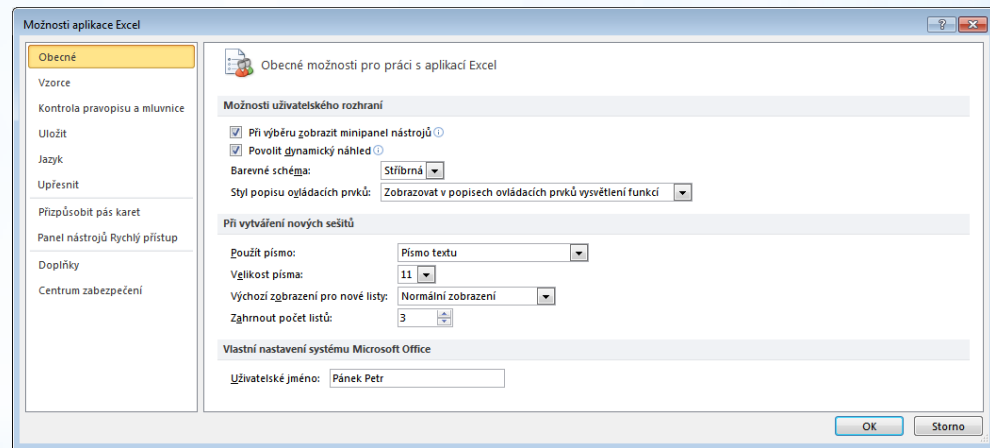 Možnosti aplikace Excel
Obecné
Vzorce
Kontrola pravopisu a mluvnice
Uložit
Jazyk
Upřesnit
Přizpůsobit pás karet
Panel nástrojů Rychlý přístup
Doplňky
Centrum zabezpečení
Obecné možnosti pro práci s aplikací Excel
Možnosti uživatelského rozhraní
Při výběru zobrazit minipanel nástrojů
Povolit dynamický náhled
Barevné schéma: Stříbrná
Styl popisu ovládacích prvků: Zobrazovat v popisech ovládacích prvků vysvětlení funkcí
Při vytváření nových sešitů
Použít písmo: Písmo textu
Velikost písma: 11
Výchozí zobrazení pro nové listy: Normální zobrazení
Zahrnout počet listů: 3
Vlastní nastavení systému Microsoft Office
Uživatelské jméno: Pánek Petr
OK Storno